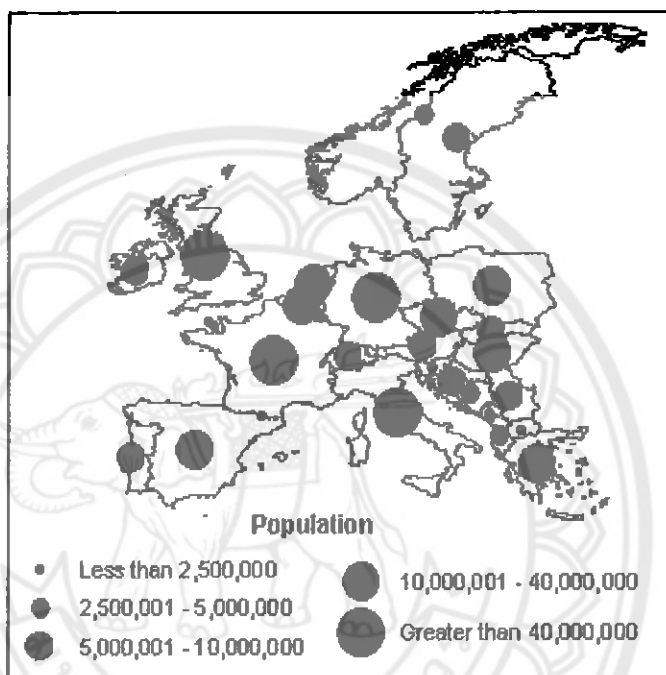 Population
Less than 2,500,000
2,500,001 - 5,000,000
5,000,001 - 10,000,000
10,000,001 - 40,000,000
Greater than 40,000,000